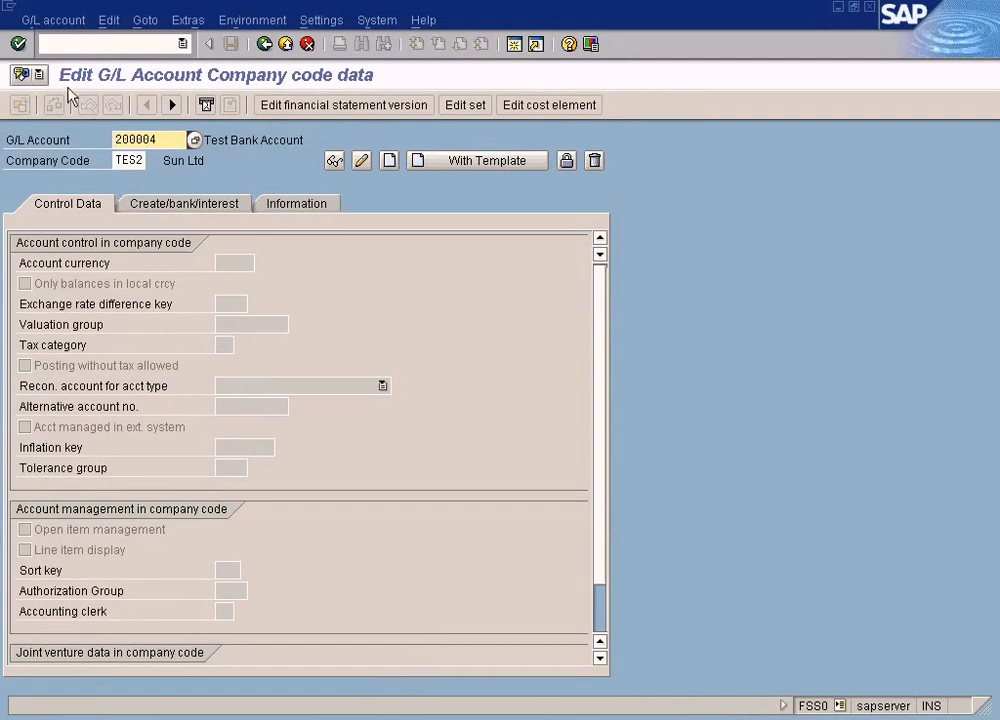 G/L account Edit Goto Extras Environment Settings System Help
SAP
Edit G/L Account Company code data
Edit financial statement version Edit set Edit cost element
G/L Account 200004 Test Bank Account
Company Code TES2 Sun Ltd With Template
Control Data Create/bank/interest Information
Account control in company code
Account currency
Only balances in local crcy
Exchange rate difference key
Valuation group
Tax category
Posting without tax allowed
Recon. account for acct type
Alternative account no.
Acct managed in ext. system
Inflation key
Tolerance group
Account management in company code
Open item management
Line item display
Sort key
Authorization Group
Accounting clerk
Joint venture data in company code
FSS0 sapserver INS